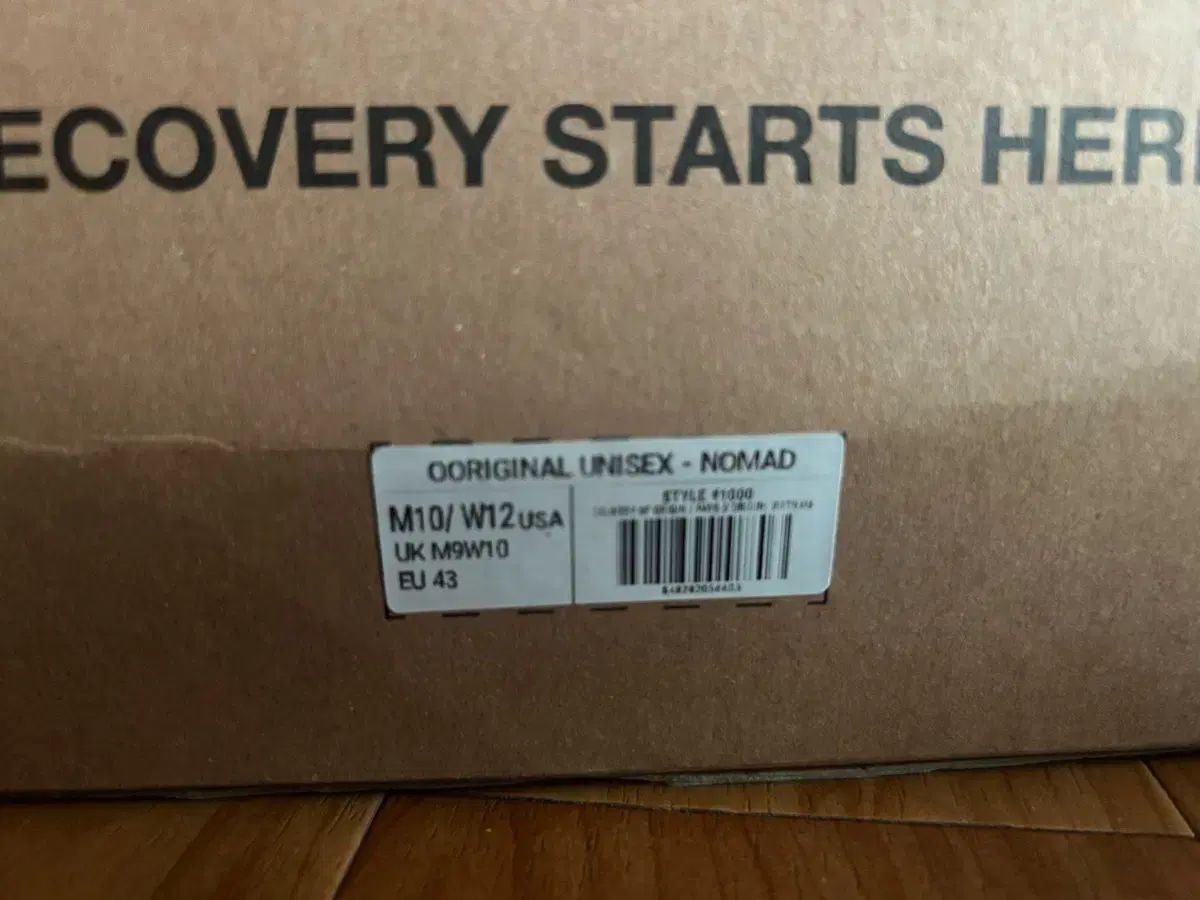 ECOVERY STARTS HER
OORIGINAL UNISEX - NOMAD
M10/ W12 USA
UK M9W10
EU 43
STYLE #1000